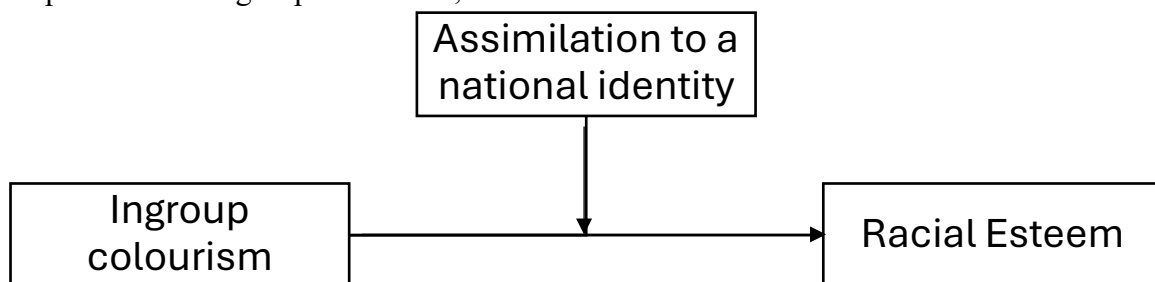 Assimilation to a
national identity
Ingroup
colourism
Racial Esteem